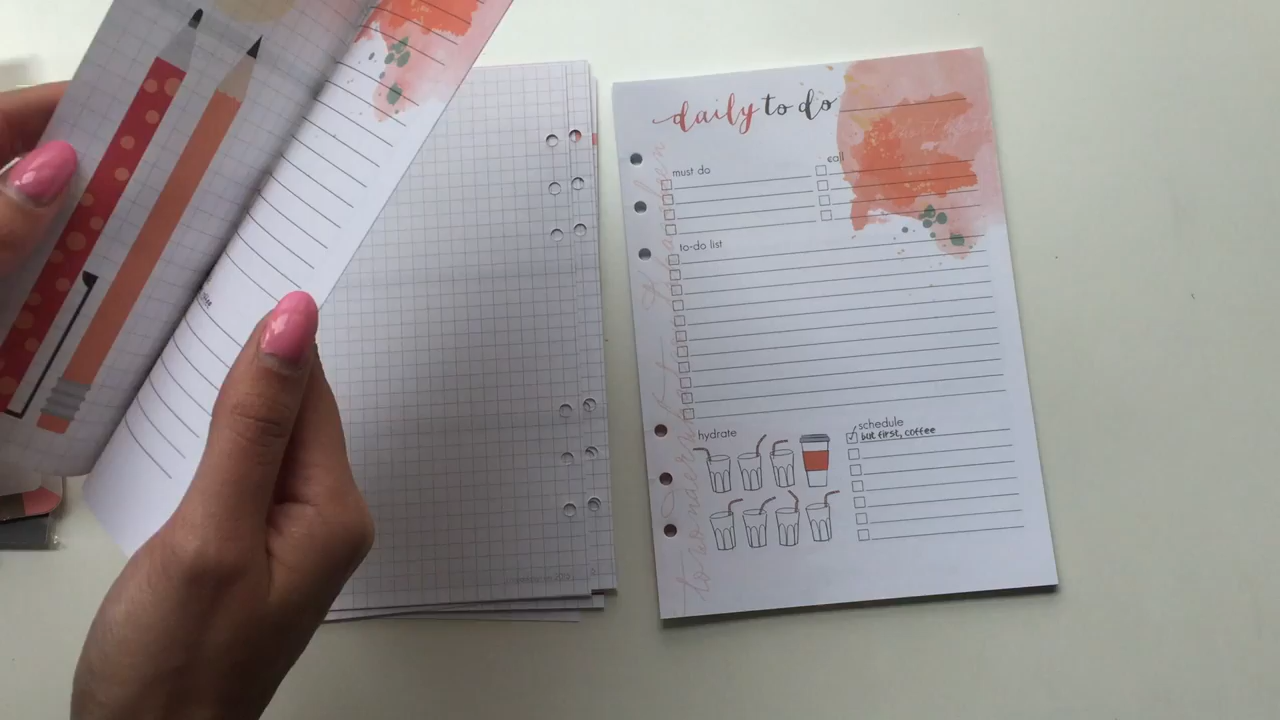 daily to do
must do
call
to-do list
hydrate
schedule
but first, coffee